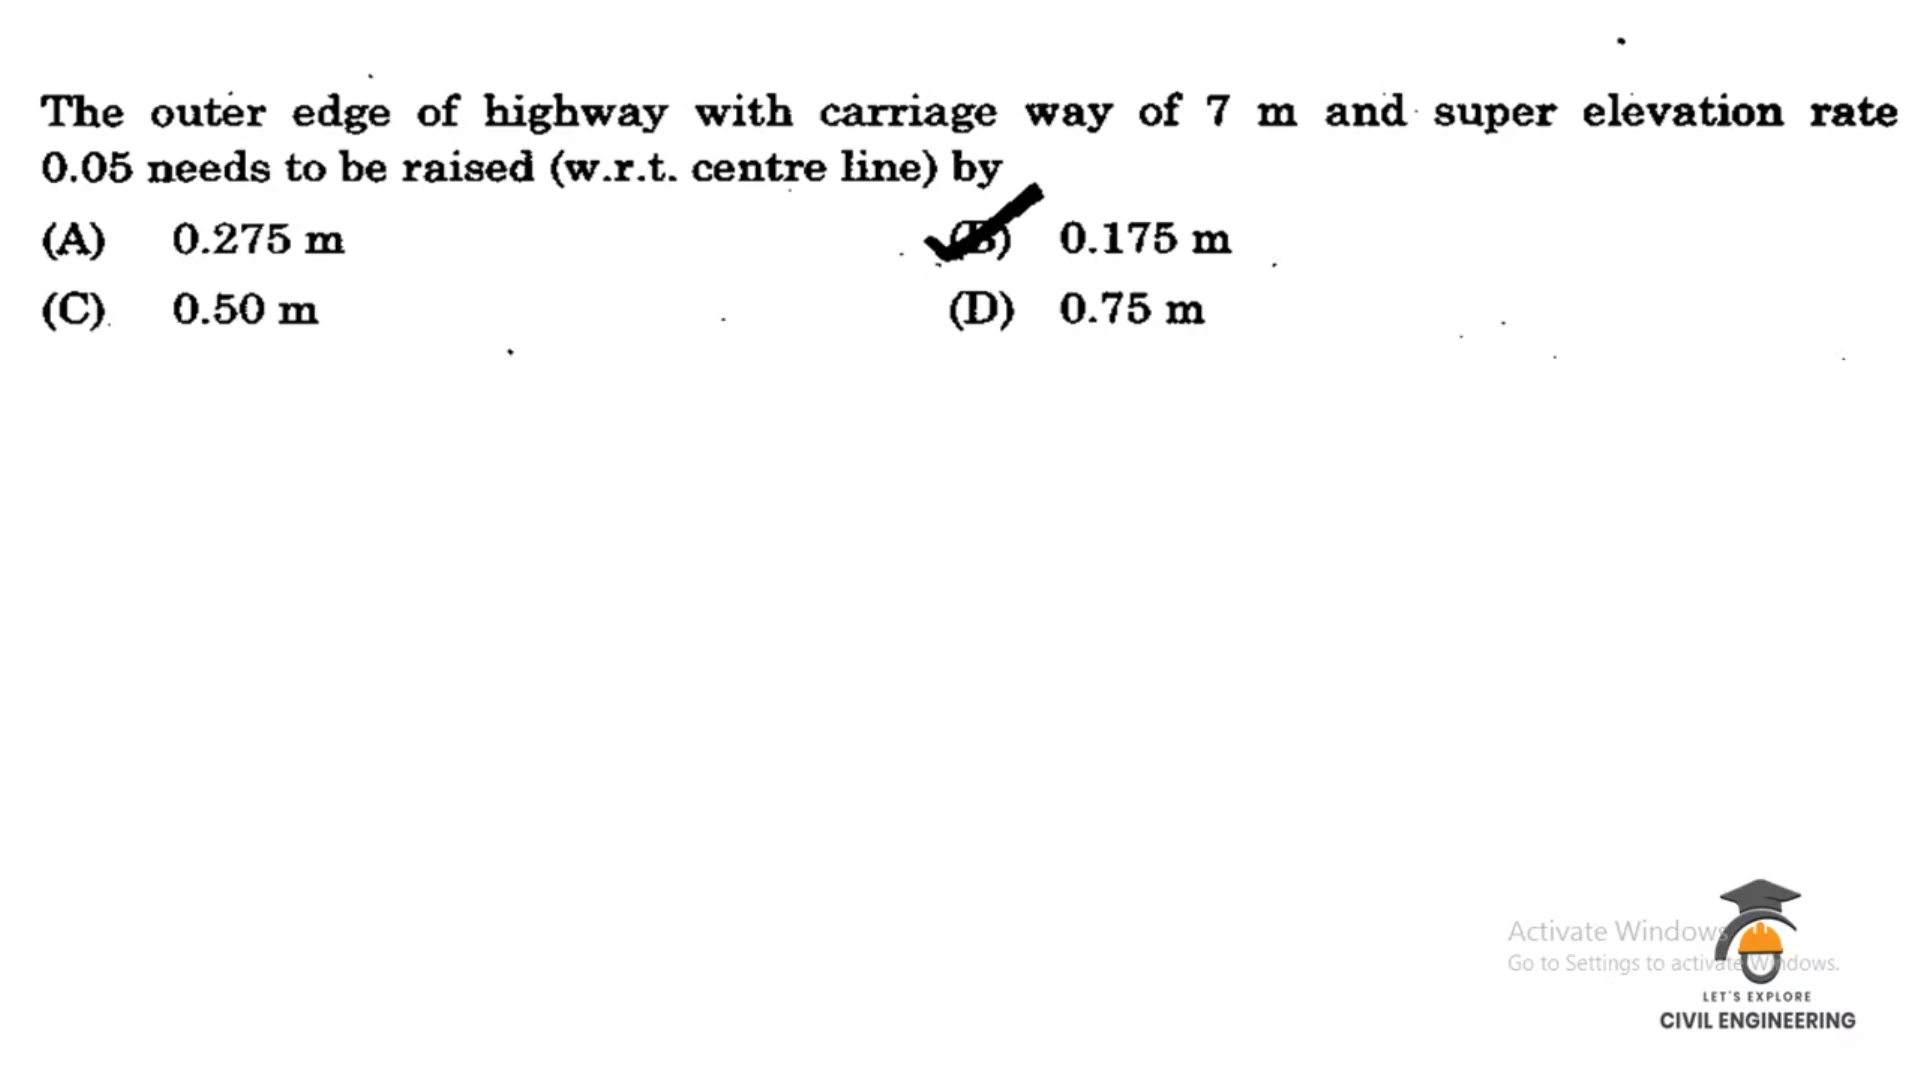 The outer edge of highway with carriage way of 7 m and super elevation rate
0.05 needs to be raised (w.r.t. centre line) by
(A) 0.275 m (B) 0.175 m
(C) 0.50 m (D) 0.75 m
Activate Windows
Go to Settings to activate Windows.
LET'S EXPLORE
CIVIL ENGINEERING